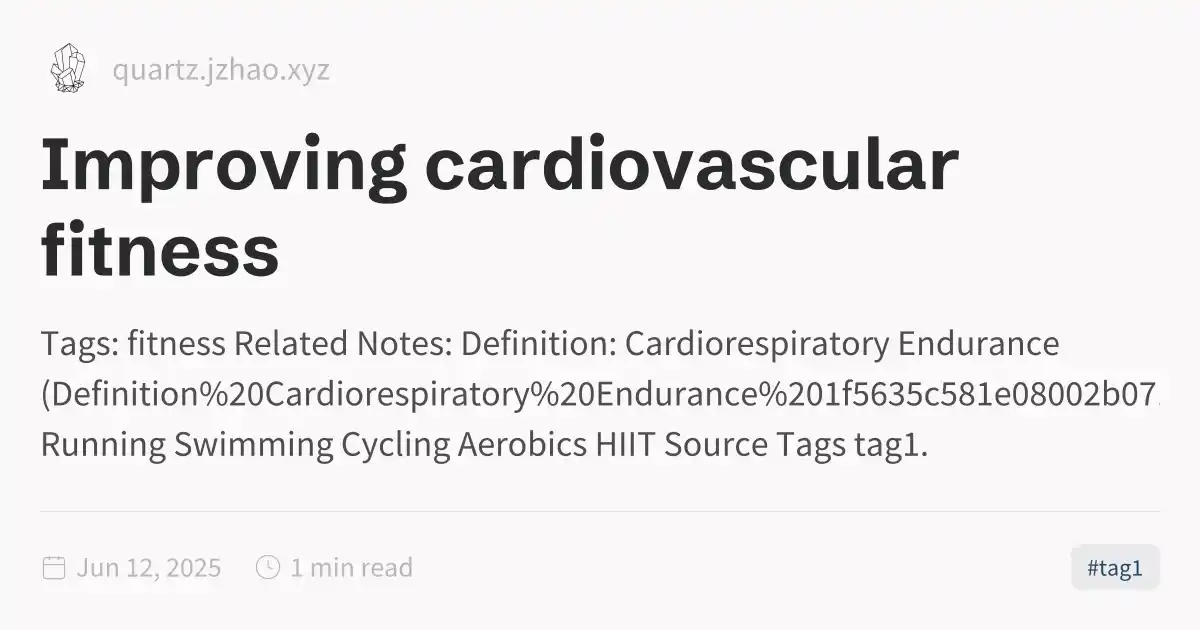 quartz.jzhao.xyz
Improving cardiovascular
fitness
Tags: fitness Related Notes: Definition: Cardiorespiratory Endurance
(Definition%20Cardiorespiratory%20Endurance%201f5635c581e08002b07
Running Swimming Cycling Aerobics HIIT Source Tags tag1.
Jun 12, 2025 1 min read #tag1